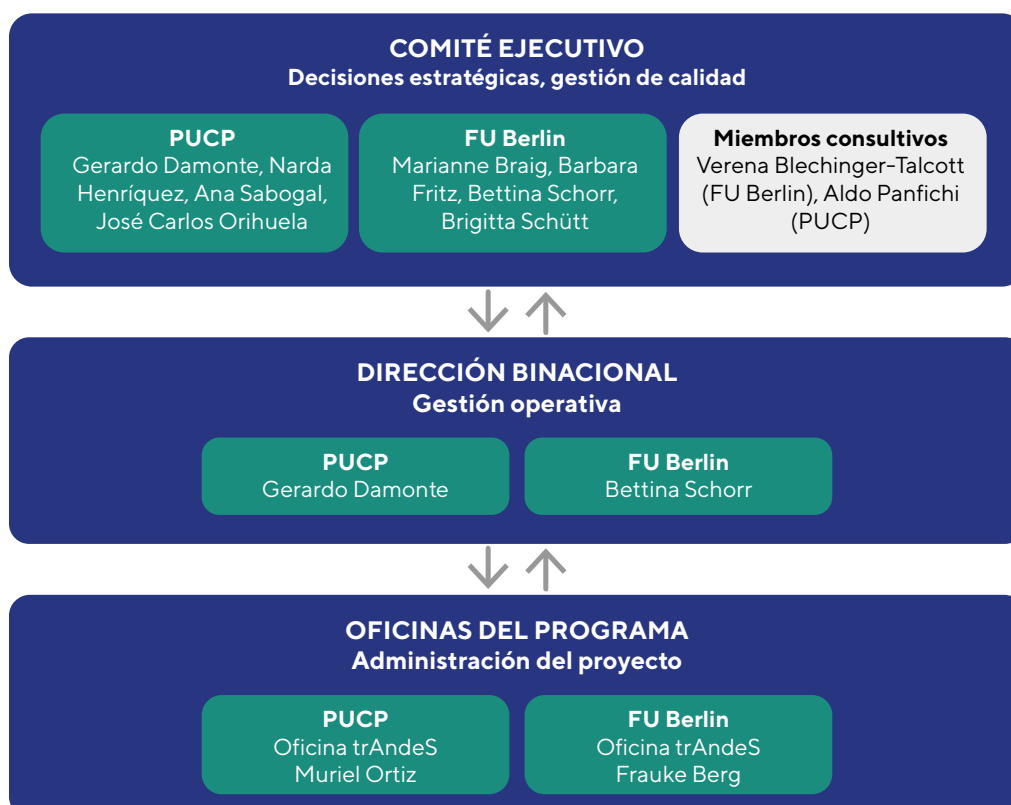 COMITÉ EJECUTIVO
Decisiones estratégicas, gestión de calidad
PUCP
Gerardo Damonte, Narda
Henríquez, Ana Sabogal,
José Carlos Orihuela
FU Berlin
Marianne Braig, Barbara
Fritz, Bettina Schorr,
Brigitta Schütt
Miembros consultivos
Verena Blechinger-Talcott
(FU Berlin), Aldo Panfichi
(PUCP)
DIRECCIÓN BINACIONAL
Gestión operativa
PUCP
Gerardo Damonte
FU Berlin
Bettina Schorr
OFICINAS DEL PROGRAMA
Administración del proyecto
PUCP
Oficina trAndeS
Muriel Ortiz
FU Berlin
Oficina trAndeS
Frauke Berg